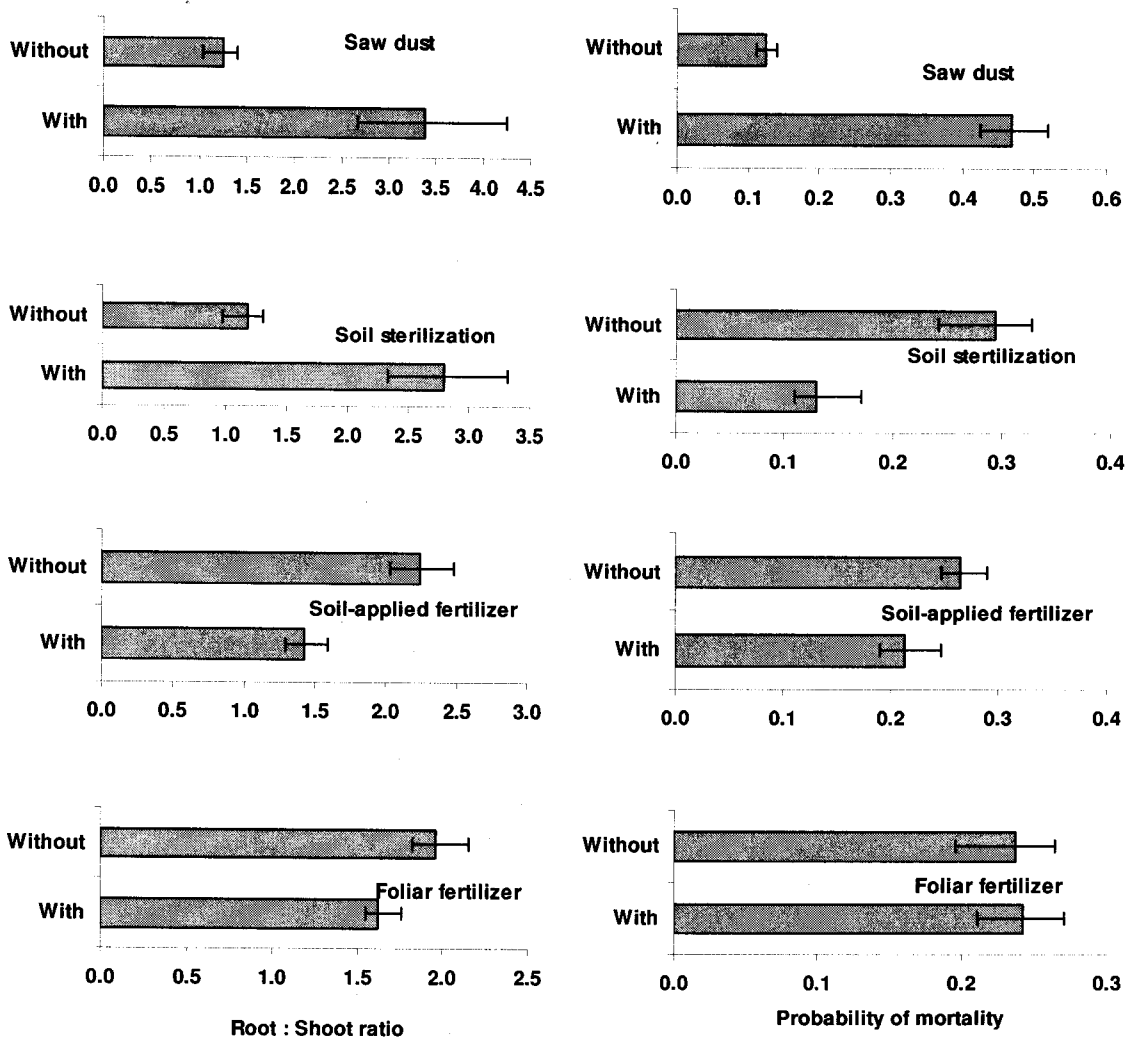 Without
Saw dust
With
0.0 0.5 1.0 1.5 2.0 2.5 3.0 3.5 4.0 4.5
Without
Saw dust
With
0.0 0.1 0.2 0.3 0.4 0.5 0.6
Without
Soil sterilization
With
0.0 0.5 1.0 1.5 2.0 2.5 3.0 3.5
Without
Soil stertilization
With
0.0 0.1 0.2 0.3 0.4
Without
Soil-applied fertilizer
With
0.0 0.5 1.0 1.5 2.0 2.5 3.0
Without
Soil-applied fertilizer
With
0.0 0.1 0.2 0.3 0.4
Without
Foliar fertilizer
With
0.0 0.5 1.0 1.5 2.0 2.5
Root : Shoot ratio
Without
Foliar fertilizer
With
0.0 0.1 0.2 0.3
Probability of mortality